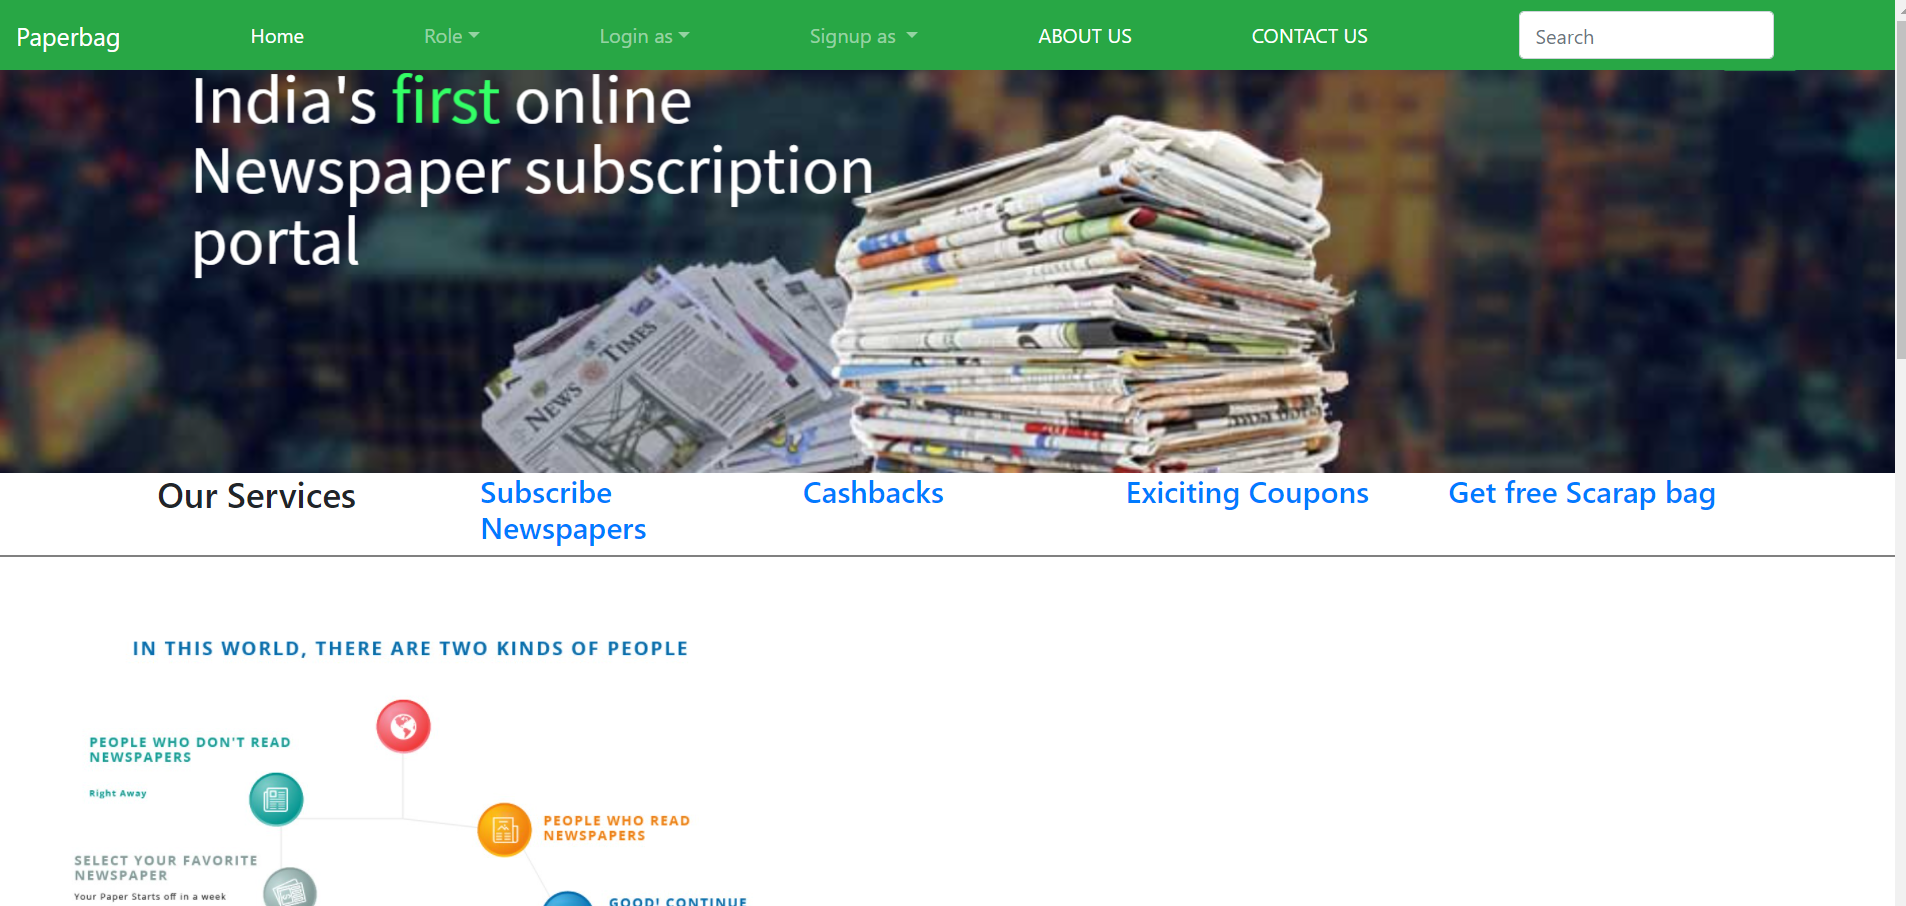 Paperbag
Home
Role
Login as
Signup as
ABOUT US
CONTACT US
Search
India's first online
Newspaper subscription
portal
NEWS
TIMES
Our Services
Subscribe
Newspapers
Cashbacks
Exiciting Coupons
Get free Scarap bag
IN THIS WORLD, THERE ARE TWO KINDS OF PEOPLE
PEOPLE WHO DON'T READ
NEWSPAPERS
Right Away
PEOPLE WHO READ
NEWSPAPERS
SELECT YOUR FAVORITE
NEWSPAPER
Your Paper Starts off in a week
GOOD! CONTINUE